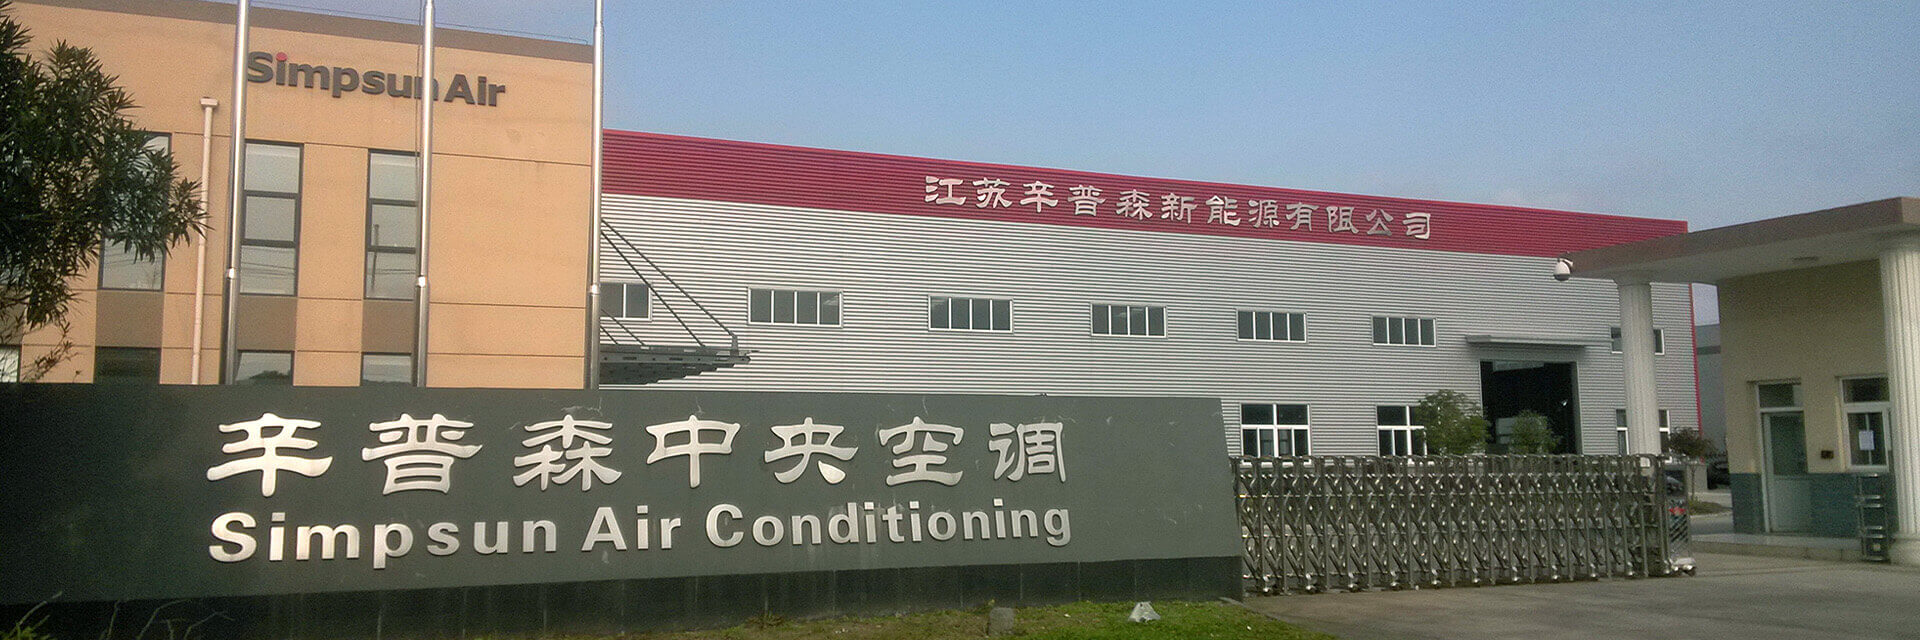 Simpsun Air
江苏辛普森新能源有限公司
辛普森中央空调
Simpsun Air Conditioning